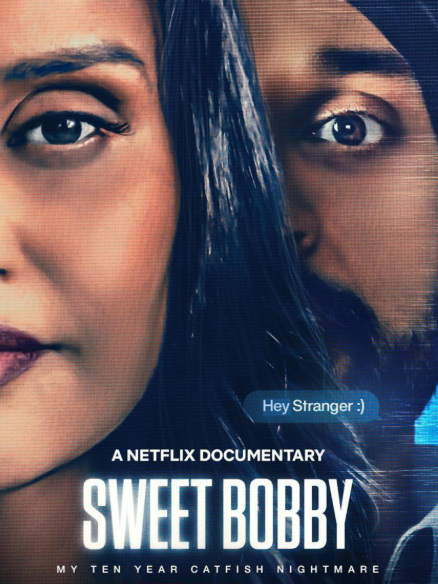 Hey Stranger :)
A NETFLIX DOCUMENTARY
SWEET BOBBY
MY TEN YEAR CATFISH NIGHTMARE